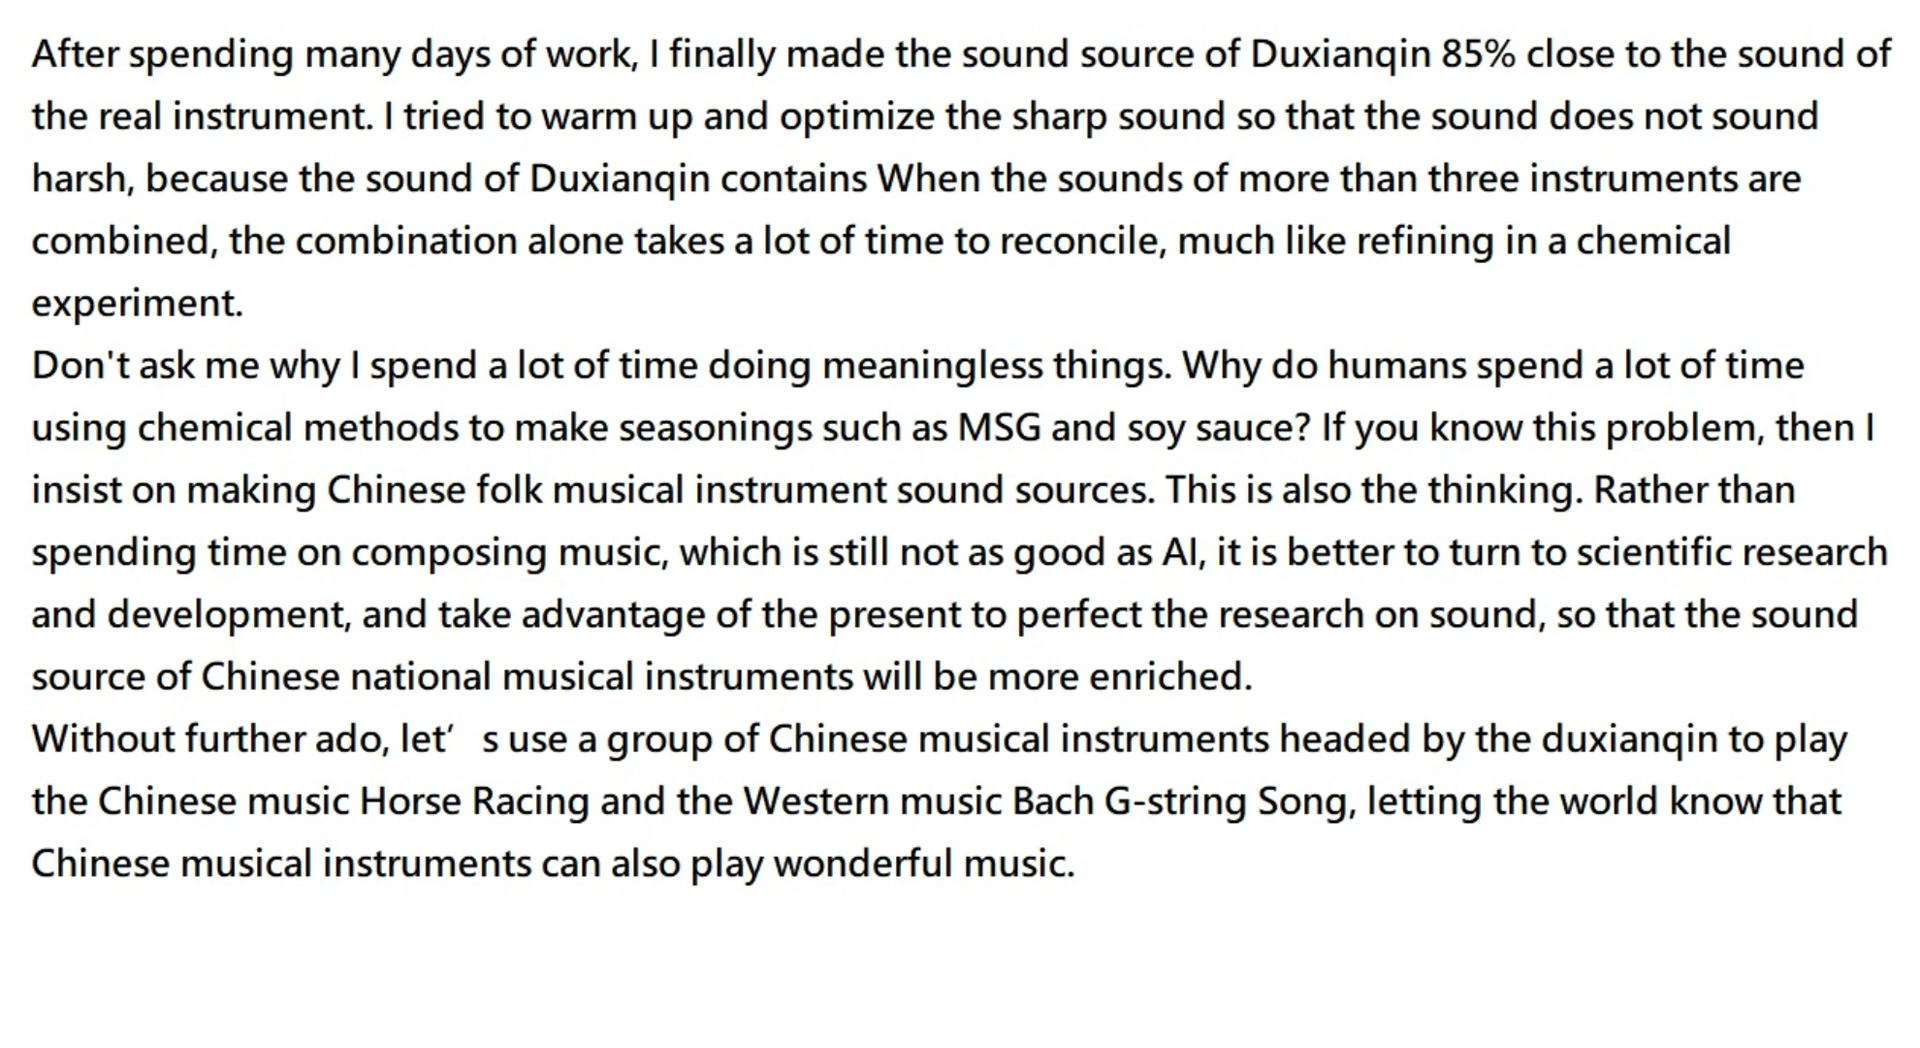 After spending many days of work, I finally made the sound source of Duxianqin 85% close to the sound of
the real instrument. I tried to warm up and optimize the sharp sound so that the sound does not sound
harsh, because the sound of Duxianqin contains When the sounds of more than three instruments are
combined, the combination alone takes a lot of time to reconcile, much like refining in a chemical
experiment.
Don't ask me why I spend a lot of time doing meaningless things. Why do humans spend a lot of time
using chemical methods to make seasonings such as MSG and soy sauce? If you know this problem, then I
insist on making Chinese folk musical instrument sound sources. This is also the thinking. Rather than
spending time on composing music, which is still not as good as AI, it is better to turn to scientific research
and development, and take advantage of the present to perfect the research on sound, so that the sound
source of Chinese national musical instruments will be more enriched.
Without further ado, let’s use a group of Chinese musical instruments headed by the duxianqin to play
the Chinese music Horse Racing and the Western music Bach G-string Song, letting the world know that
Chinese musical instruments can also play wonderful music.